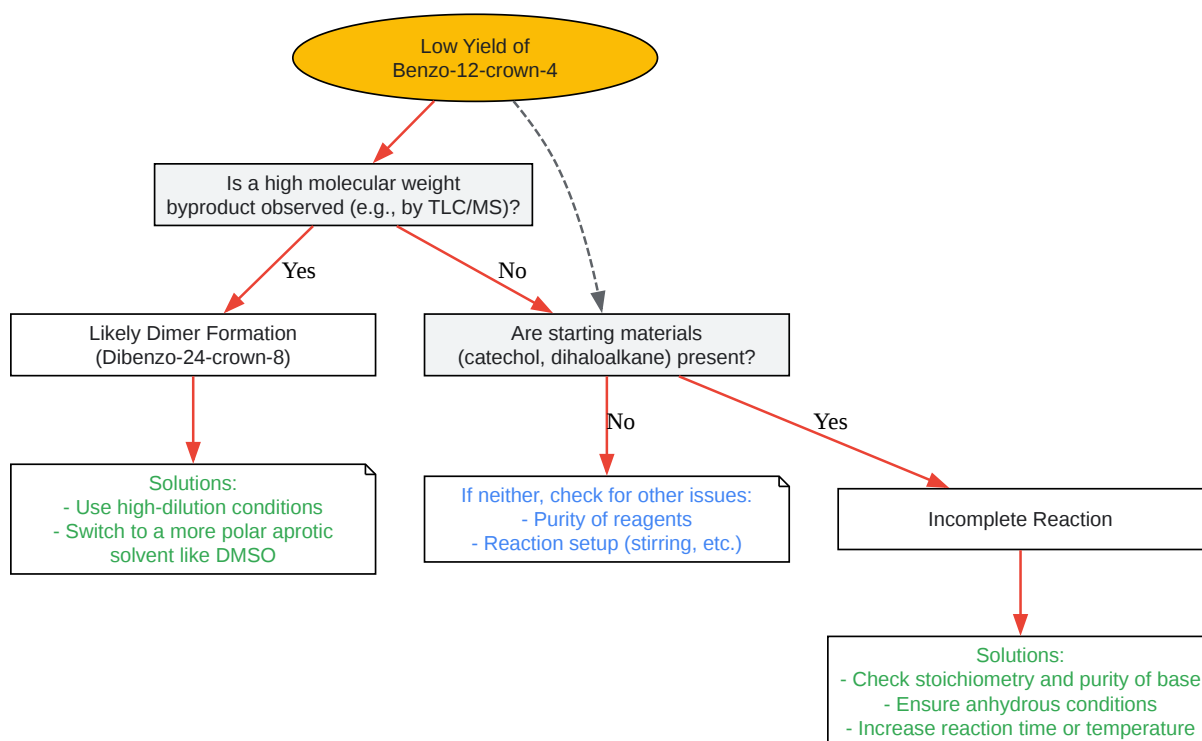 Low Yield of
Benzo-12-crown-4
Is a high molecular weight
byproduct observed (e.g., by TLC/MS)?
Yes
No
Likely Dimer Formation
(Dibenzo-24-crown-8)
Are starting materials
(catechol, dihaloalkane) present?
No
Yes
Solutions:
- Use high-dilution conditions
- Switch to a more polar aprotic
solvent like DMSO
If neither, check for other issues:
- Purity of reagents
- Reaction setup (stirring, etc.)
Incomplete Reaction
Solutions:
- Check stoichiometry and purity of base
- Ensure anhydrous conditions
- Increase reaction time or temperature